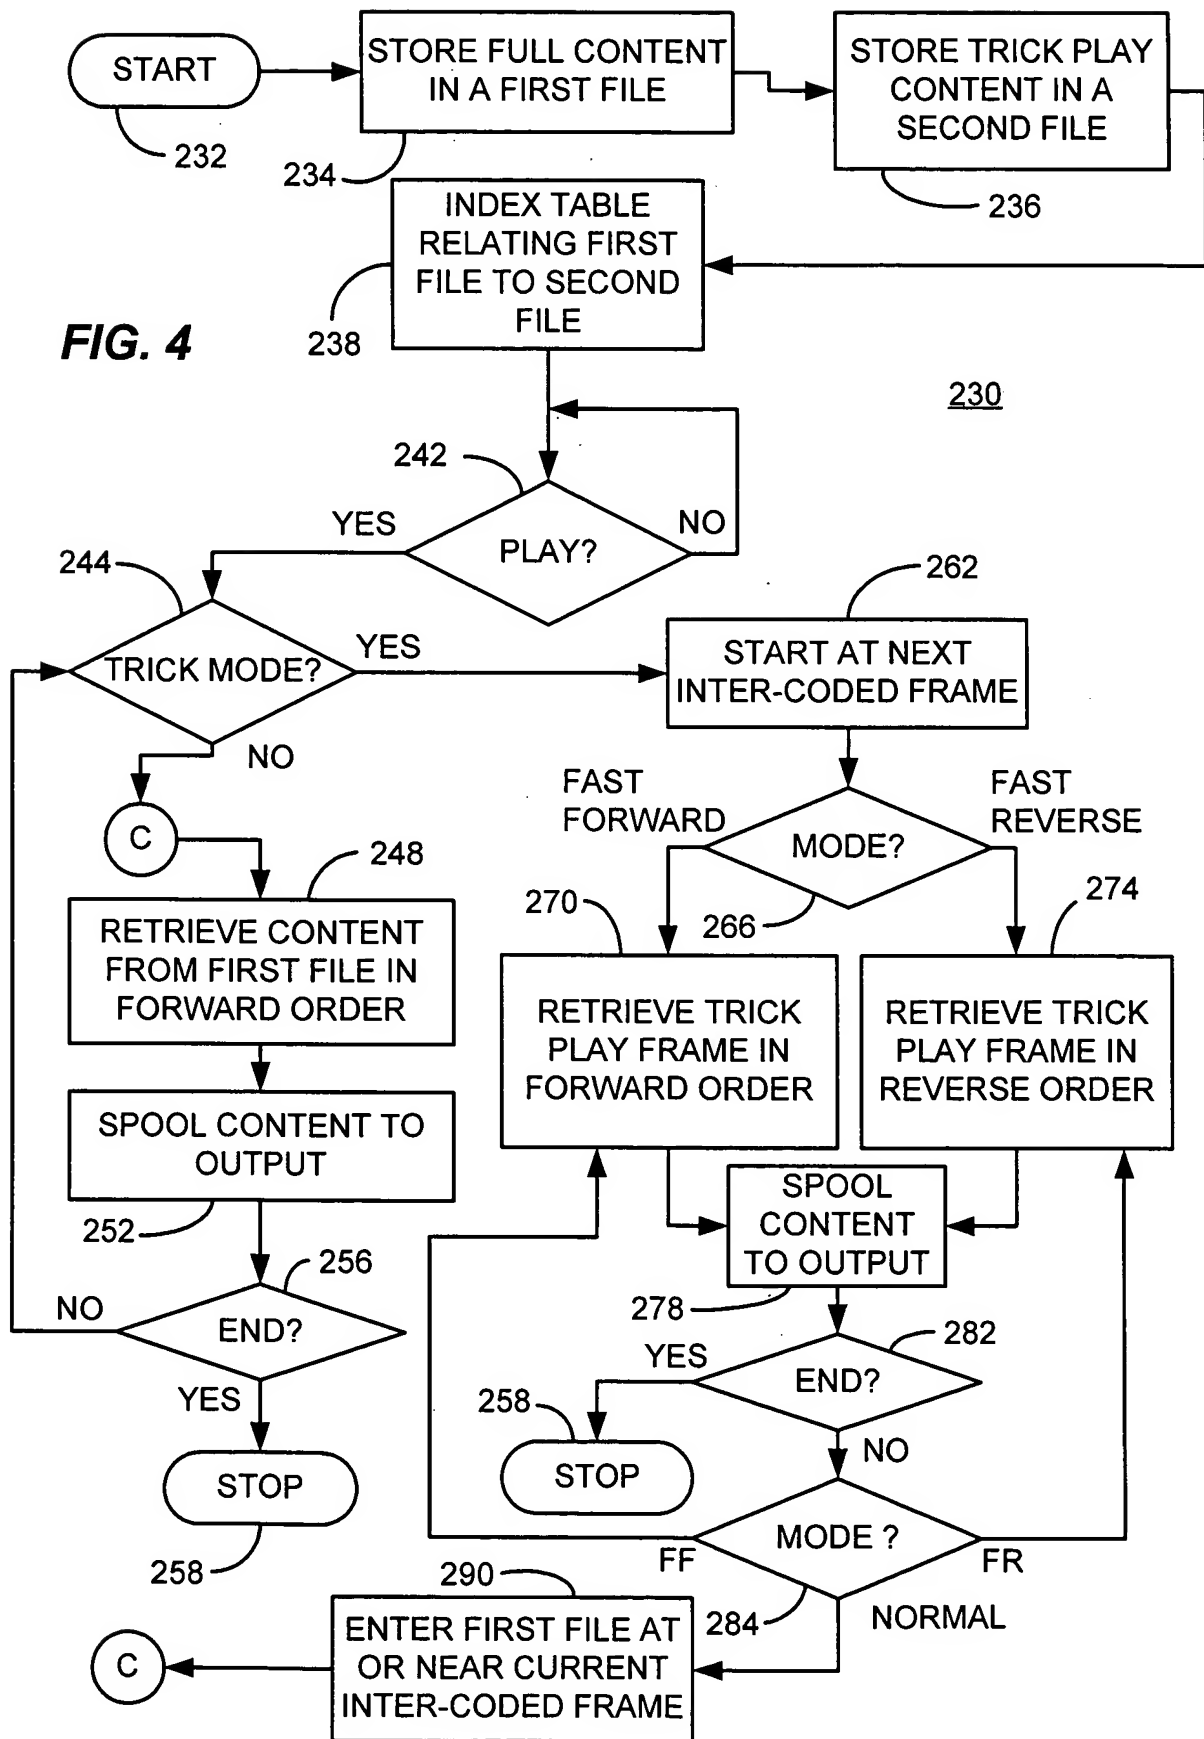 START
232
STORE FULL CONTENT
IN A FIRST FILE
234
STORE TRICK PLAY
CONTENT IN A
SECOND FILE
236
INDEX TABLE
RELATING FIRST
FILE TO SECOND
FILE
238
FIG. 4
230
242
PLAY?
YES
NO
244
TRICK MODE?
YES
NO
262
START AT NEXT
INTER-CODED FRAME
C
FAST
FORWARD
FAST
REVERSE
MODE?
266
248
RETRIEVE CONTENT
FROM FIRST FILE IN
FORWARD ORDER
270
RETRIEVE TRICK
PLAY FRAME IN
FORWARD ORDER
274
RETRIEVE TRICK
PLAY FRAME IN
REVERSE ORDER
SPOOL CONTENT TO
OUTPUT
252
SPOOL
CONTENT
TO OUTPUT
278
256
END?
NO
YES
STOP
258
282
END?
YES
NO
258
STOP
MODE ?
FF
FR
284
NORMAL
290
ENTER FIRST FILE AT
OR NEAR CURRENT
INTER-CODED FRAME
C